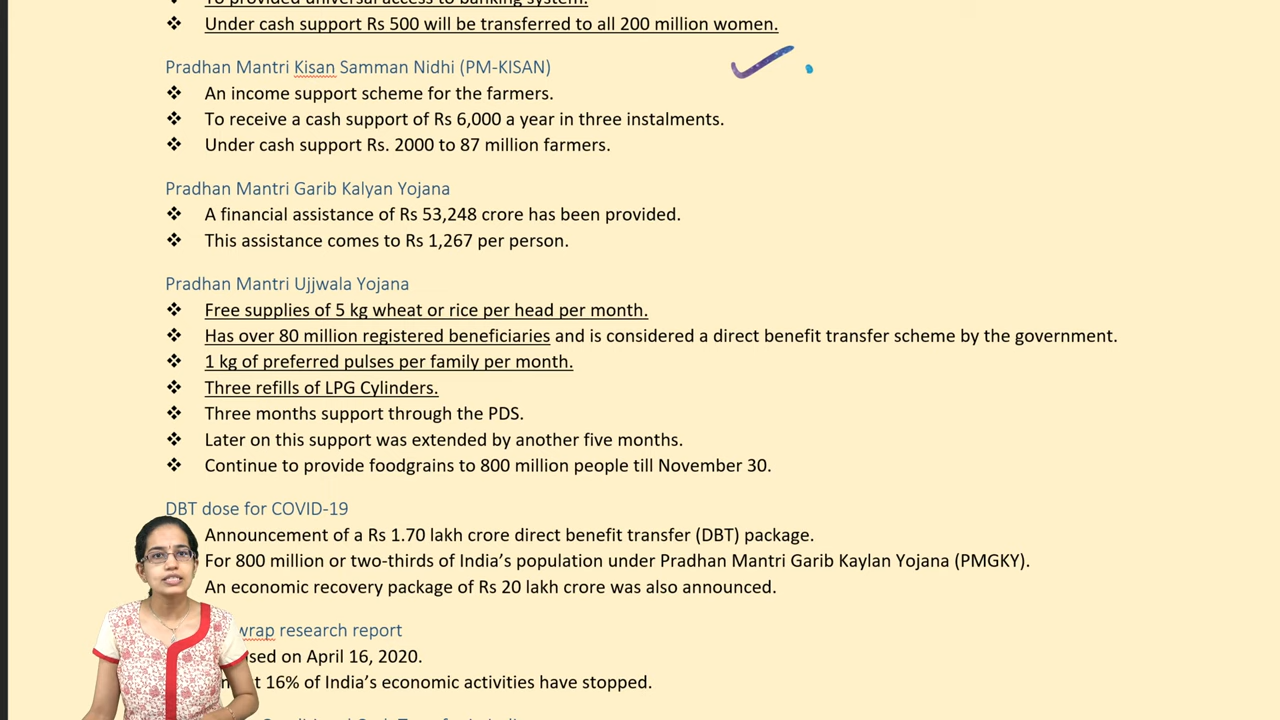 To provided universal access to banking system.
Under cash support Rs 500 will be transferred to all 200 million women.
Pradhan Mantri Kisan Samman Nidhi (PM-KISAN)
An income support scheme for the farmers.
To receive a cash support of Rs 6,000 a year in three instalments.
Under cash support Rs. 2000 to 87 million farmers.
Pradhan Mantri Garib Kalyan Yojana
A financial assistance of Rs 53,248 crore has been provided.
This assistance comes to Rs 1,267 per person.
Pradhan Mantri Ujjwala Yojana
Free supplies of 5 kg wheat or rice per head per month.
Has over 80 million registered beneficiaries and is considered a direct benefit transfer scheme by the government.
1 kg of preferred pulses per family per month.
Three refills of LPG Cylinders.
Three months support through the PDS.
Later on this support was extended by another five months.
Continue to provide foodgrains to 800 million people till November 30.
DBT dose for COVID-19
Announcement of a Rs 1.70 lakh crore direct benefit transfer (DBT) package.
For 800 million or two-thirds of India's population under Pradhan Mantri Garib Kaylan Yojana (PMGKY).
An economic recovery package of Rs 20 lakh crore was also announced.
research report
on April 16, 2020.
16% of India's economic activities have stopped.